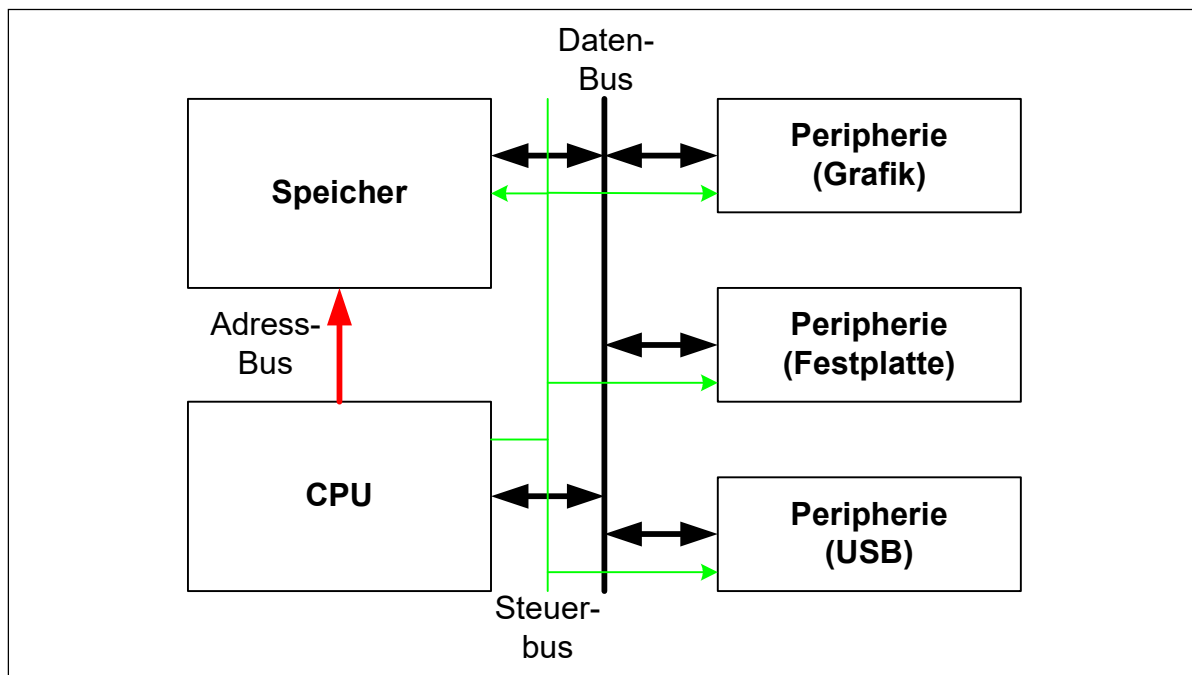 Daten-
Bus
Speicher
Peripherie
(Grafik)
Adress-
Bus
Peripherie
(Festplatte)
CPU
Peripherie
(USB)
Steuer-
bus